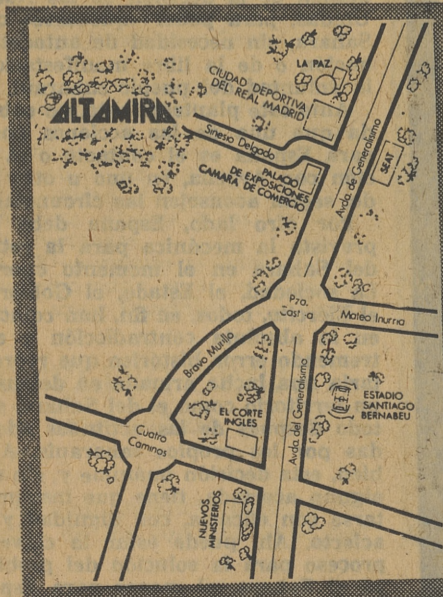 LA PAZ
CIUDAD DEPORTIVA
DEL REAL MADRID
ALTAMIRA
Sinesio Delgado
PALACIO
DE EXPOSICIONES
CAMARA DE COMERCIO
Avda de Generalisimo
SEAT
Pza.
Castilla
Mateo Inurria
Bravo Murillo
Avda del Generalisimo
ESTADIO
SANTIAGO
BERNABEU
EL CORTE
INGLES
Cuatro
Caminos
NUEVOS
MINISTERIOS